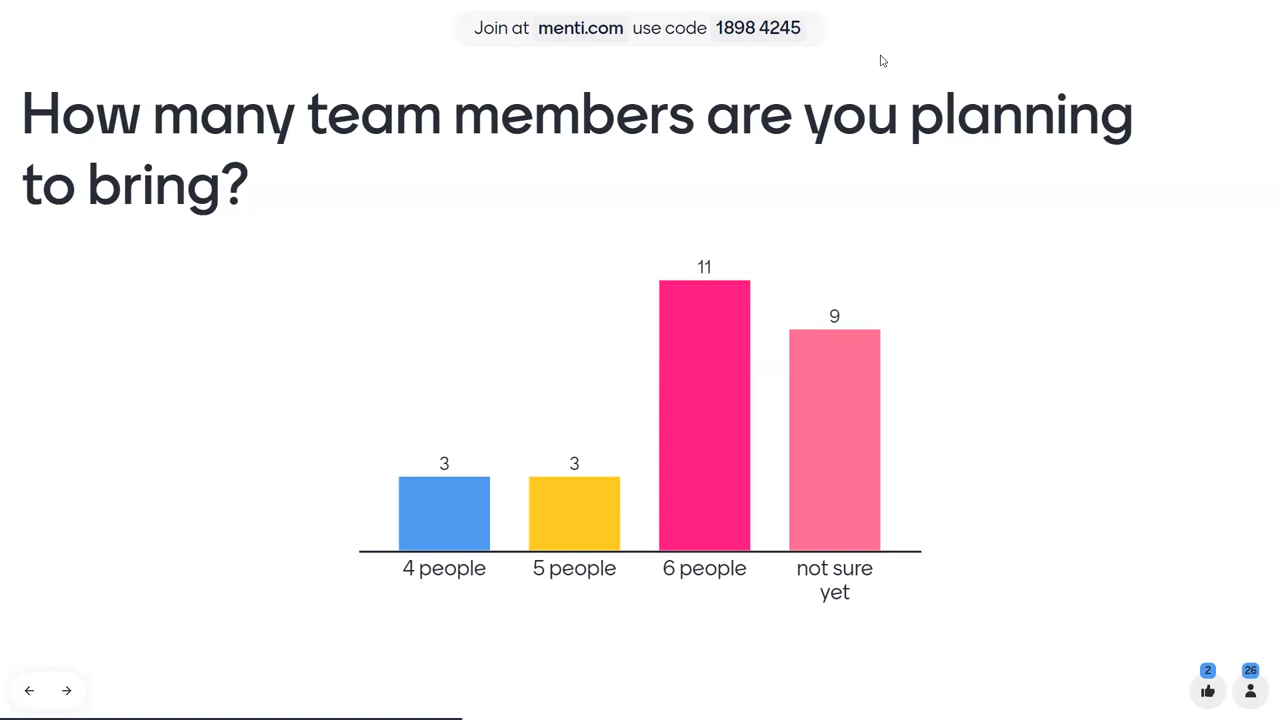 Join at menti.com use code 1898 4245
How many team members are you planning
to bring?
11
9
3
3
4 people
5 people
6 people
not sure
yet
2
26